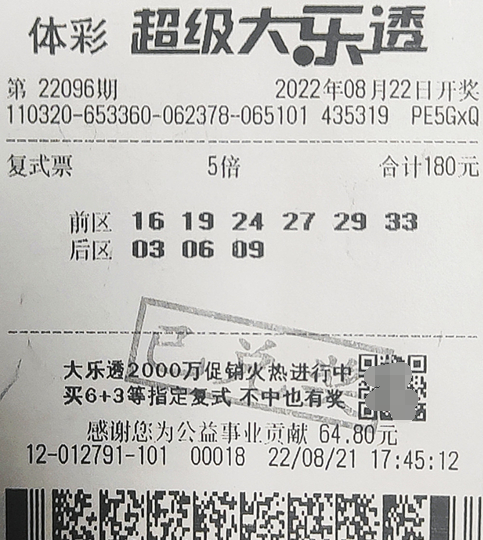 体彩 超级大乐透
第 22096期 2022年08月22日开奖
110320-653360-062378-065101 435319 PE5GxQ
复式票 5倍 合计180元
前区 16 19 24 27 29 33
后区 03 06 09
已兑奖
大乐透2000万促销火热进行中
买6+3等指定复式 不中也有奖
感谢您为公益事业贡献 64.80元
12-012791-101 00018 22/08/21 17:45:12